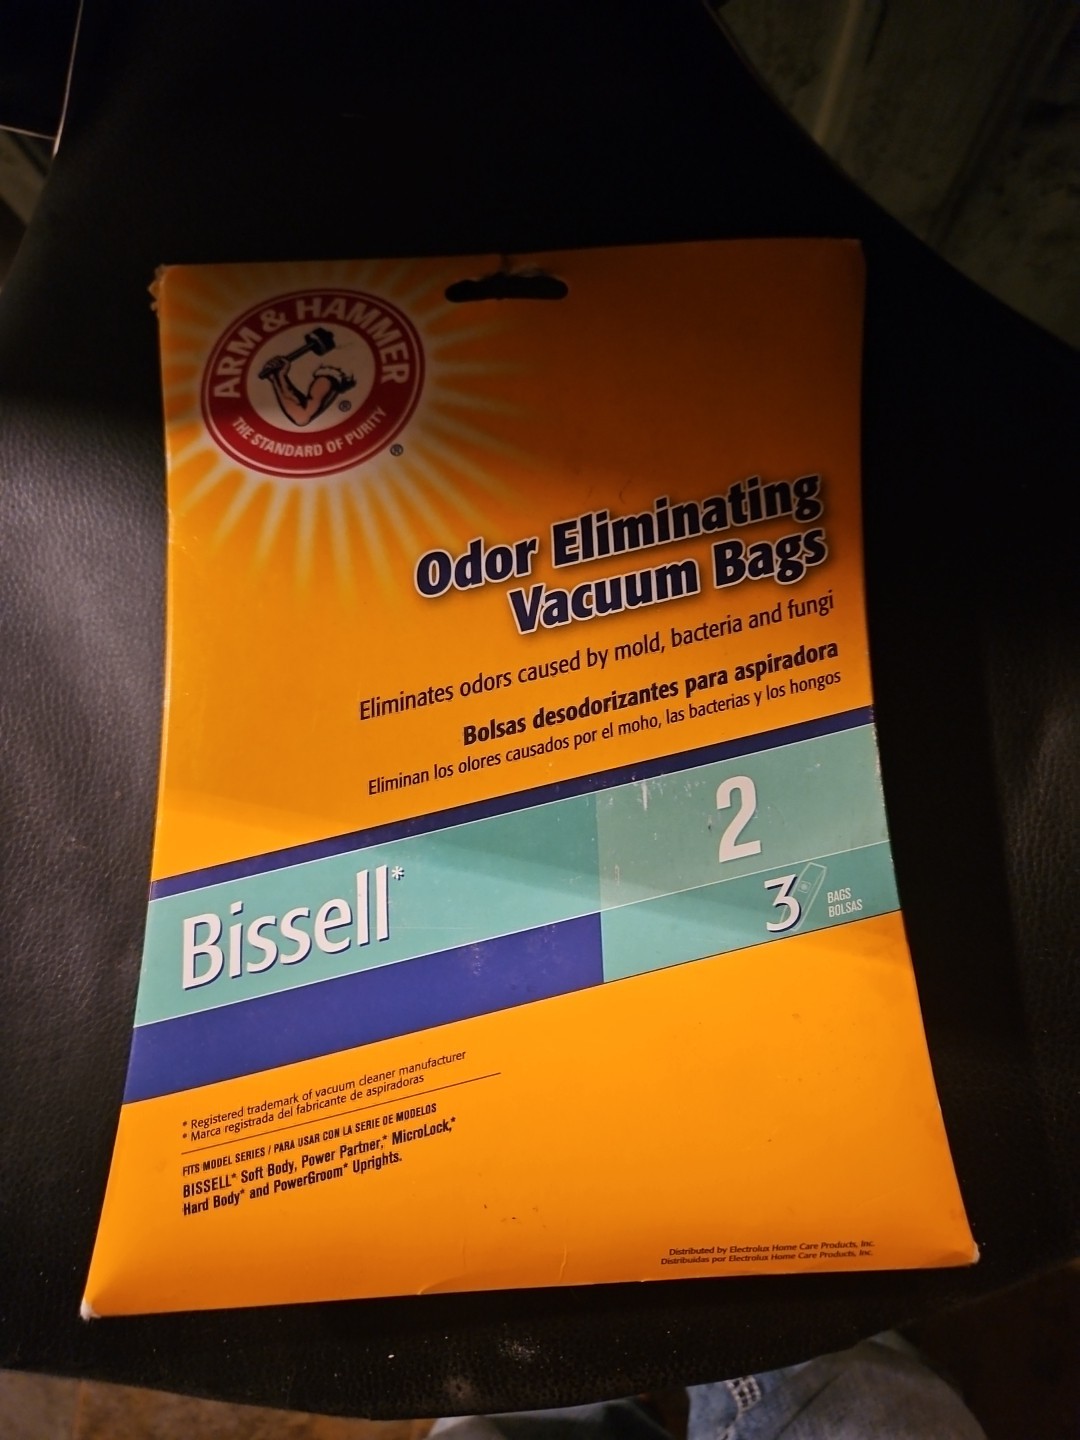 ARM & HAMMER
THE STANDARD OF PURITY
®
®
Odor Eliminating
Vacuum Bags
Eliminates odors caused by mold, bacteria and fungi
Bolsas desodorizantes para aspiradora
Eliminan los olores causados por el moho, las bacterias y los hongos
Bissell*
2
3 BAGS
BOLSAS
* Registered trademark of vacuum cleaner manufacturer
* Marca registrada del fabricante de aspiradoras
FITS MODEL SERIES / PARA USAR CON LA SERIE DE MODELOS
BISSELL* Soft Body, Power Partner,* MicroLock,*
Hard Body* and PowerGroom* Uprights.
Distributed by Electrolux Home Care Products, Inc.
Distribuidas por Electrolux Home Care Products, Inc.